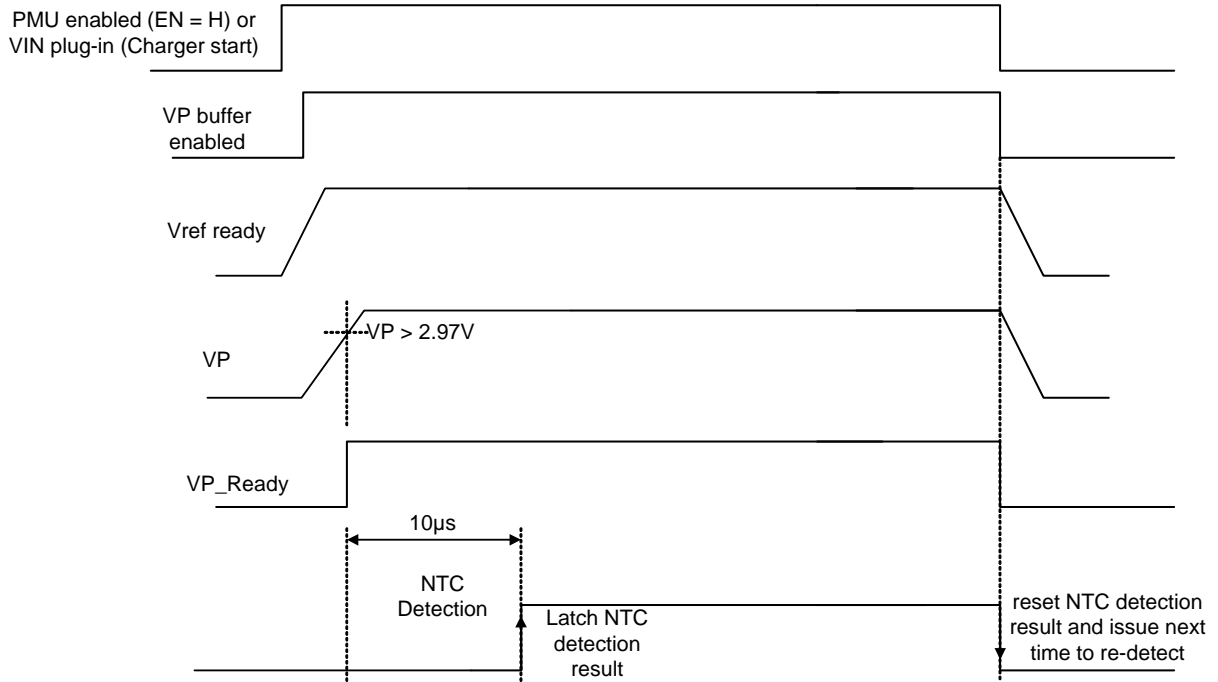 PMU enabled (EN = H) or
VIN plug-in (Charger start)
VP buffer
enabled
Vref ready
VP > 2.97V
VP
VP_Ready
10µs
NTC
Detection
Latch NTC
detection
result
reset NTC detection
result and issue next
time to re-detect